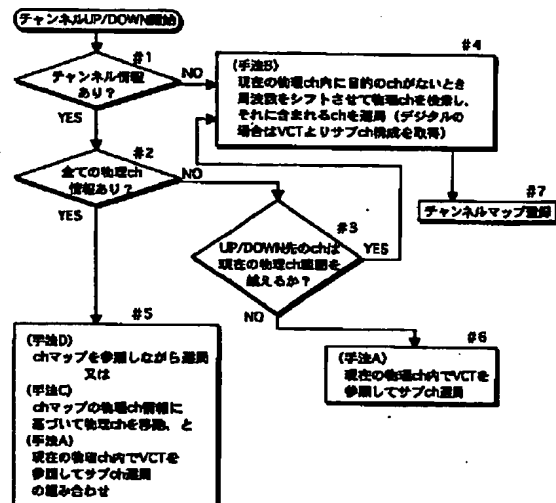 チャンネルUP/DOWN開始
#1
チャンネル情報
あり？
NO
YES
#4
(手法B)
現在の物理ch内に目的のchがないとき
周波数をシフトさせて物理chを検索し、
それに含まれるchを選局（デジタルの
場合はVCTよりサブch構成を取得）
#2
全ての物理ch
情報あり？
NO
YES
#7
チャンネルマップ登録
#3
UP/DOWN先のchは
現在の物理ch範囲を
越えるか？
YES
NO
#5
(手法D)
chマップを参照しながら選局
又は
(手法C)
chマップの物理ch情報に
基づいて物理chを移動、と
(手法A)
現在の物理ch内でVCTを
参照してサブch選局
の組み合わせ
#6
(手法A)
現在の物理ch内でVCTを
参照してサブch選局